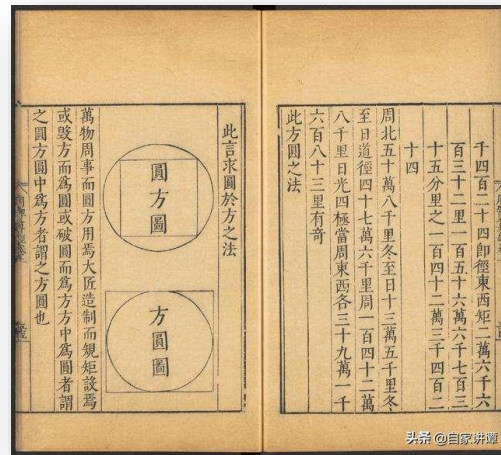 千四百二十四即徑東西矩二萬六千六
百三十二里一百五十六萬六千七百三
十五分里之一百四十二萬三千四百二
十四
周北五十萬八千里冬至日十三萬五千里冬
至日道徑四十七萬六千里周一百四十二萬
八千里日光四極當周東西各三十九萬一千
六百八十三里有奇
此方圓之法
此言求圓於方之法
圓方圖
方圓圖
萬物周事而圓方用焉大匠造制而規矩設焉
或毀方而為圓或破圓而為方方中為圓者謂
之圓方圓中為方者謂之方圓也
头条 @自家讲谭